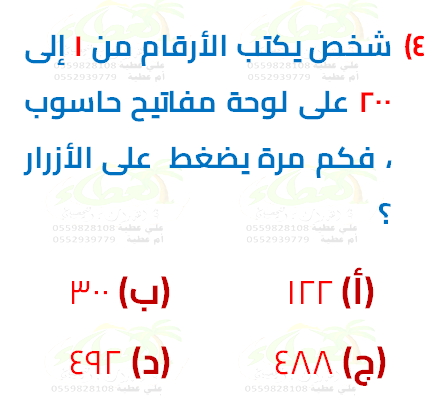 ٤) شخص يكتب الأرقام من ١ إلى
٢٠٠ على لوحة مفاتيح حاسوب
، فكم مرة يضغط على الأزرار
؟
(أ) ١٢٢
(ب) ٣٠٠
(ج) ٤٨٨
(د) ٤٩٢
علي عطية 0559828108
ام عطية 0552939779